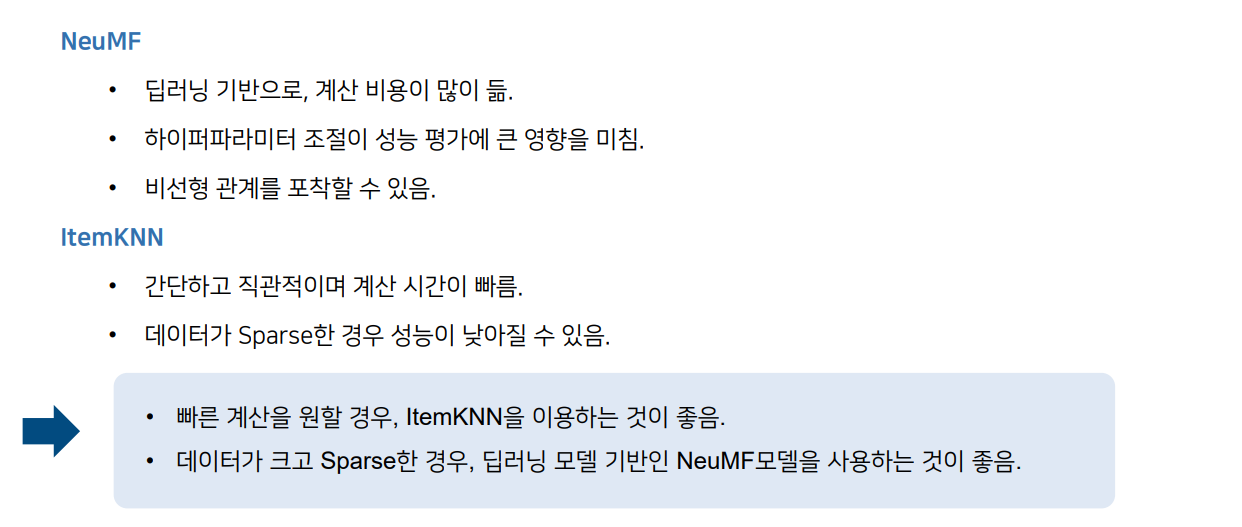 NeuMF
• 딥러닝 기반으로, 계산 비용이 많이 듦.
• 하이퍼파라미터 조절이 성능 평가에 큰 영향을 미침.
• 비선형 관계를 포착할 수 있음.
ItemKNN
• 간단하고 직관적이며 계산 시간이 빠름.
• 데이터가 Sparse한 경우 성능이 낮아질 수 있음.
• 빠른 계산을 원할 경우, ItemKNN을 이용하는 것이 좋음.
• 데이터가 크고 Sparse한 경우, 딥러닝 모델 기반인 NeuMF모델을 사용하는 것이 좋음.